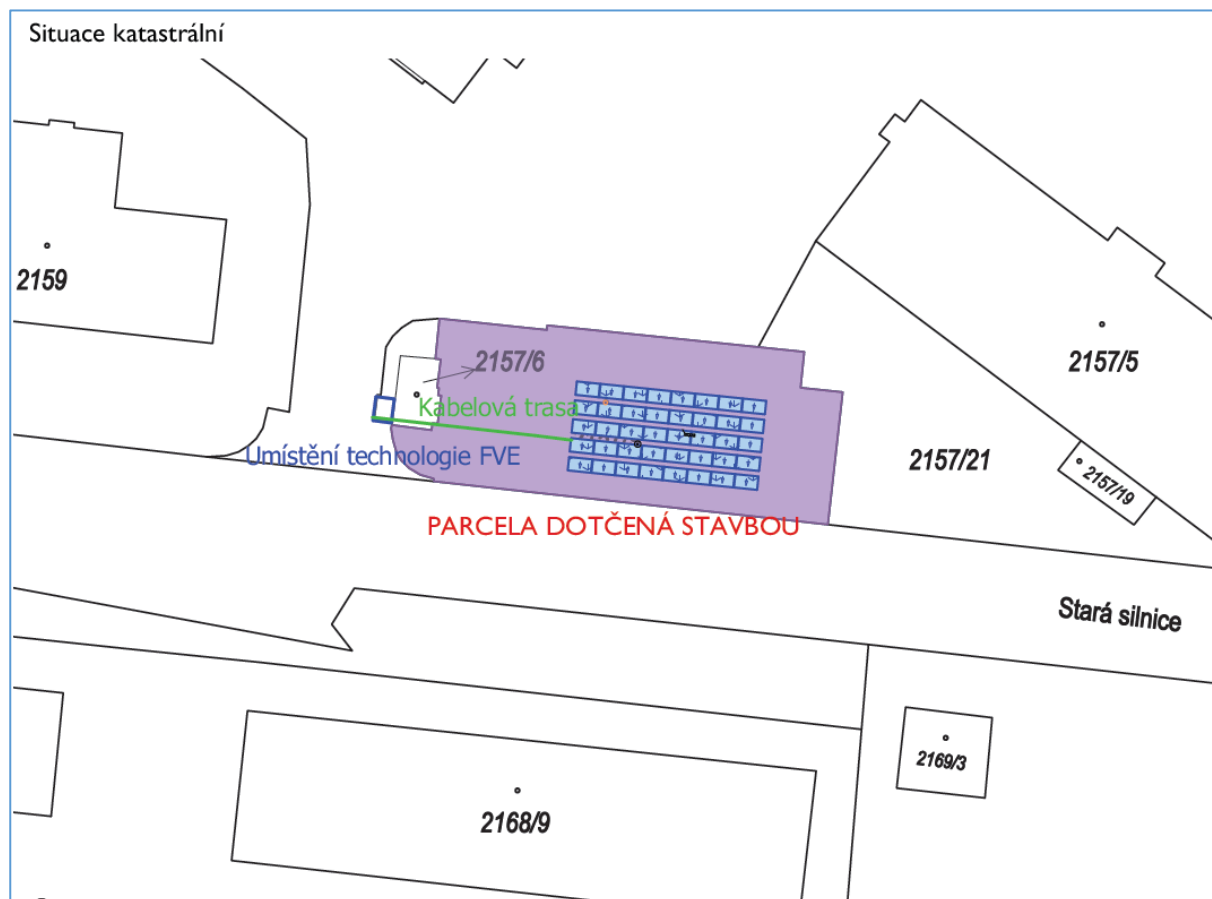 Situace katastrální
2159
2157/6
2157/5
Kabelová trasa
Umístění technologie FVE
2157/21
2157/19
PARCELA DOTČENÁ STAVBOU
Stará silnice
2169/3
2168/9